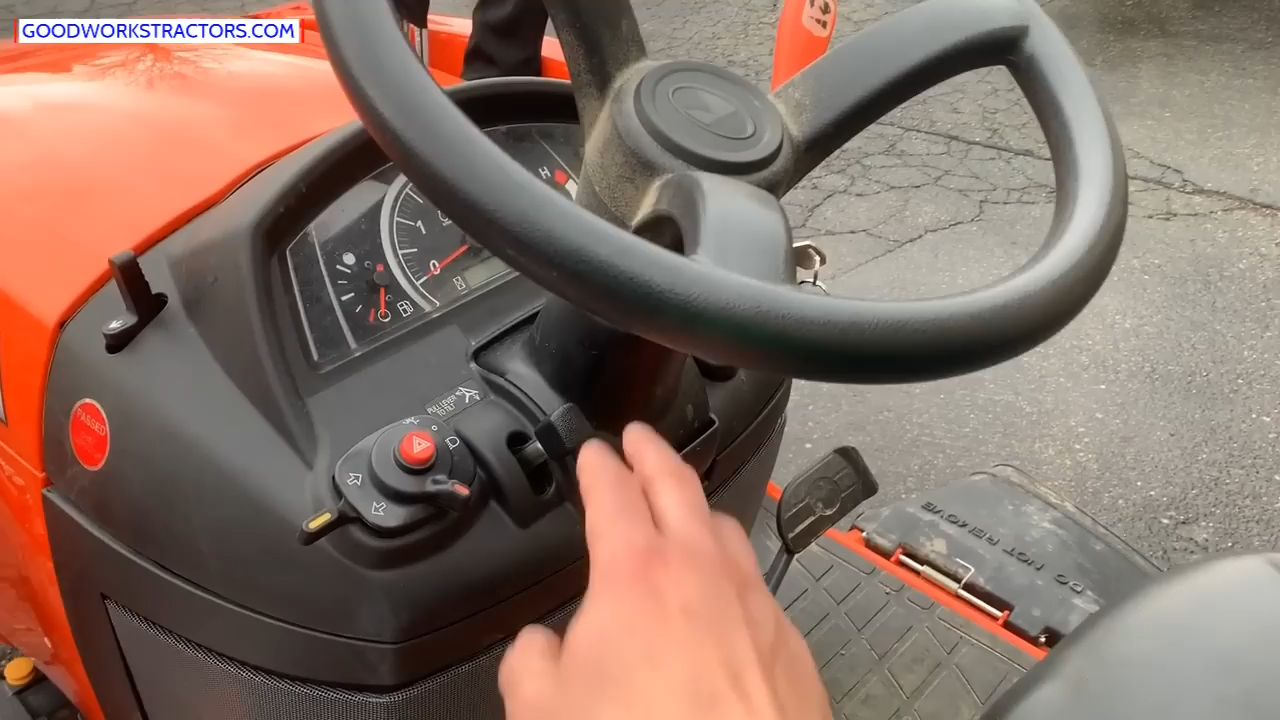 GOODWORKSTRACTORS.COM
H
1
0
PASSED
PULL LEVER
TO TILT
DO NOT REMOVE